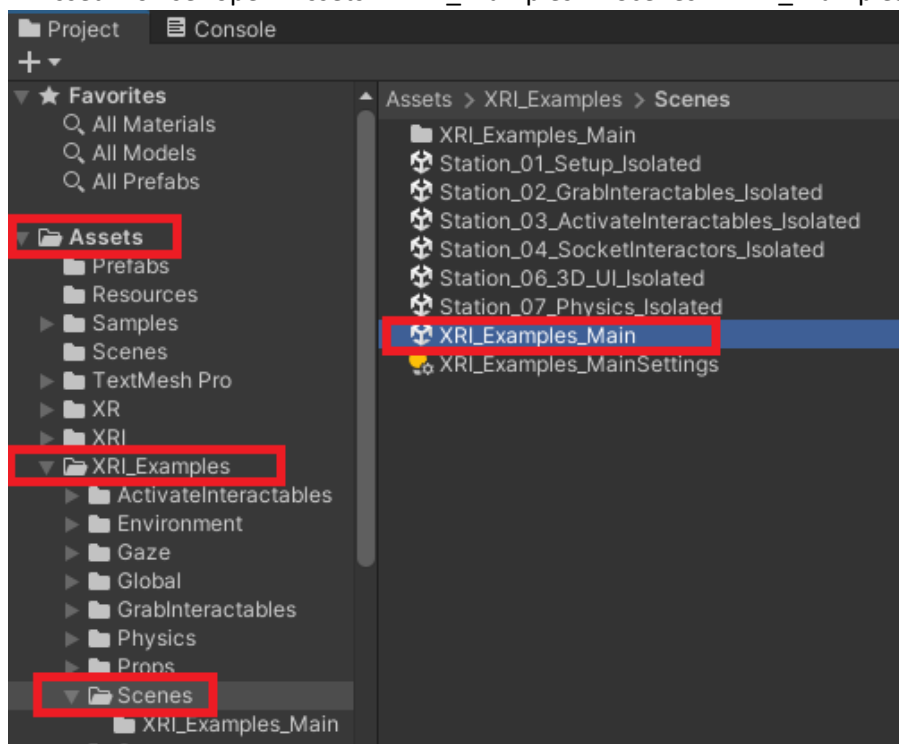 Project
Console
Favorites
All Materials
All Models
All Prefabs
Assets
Prefabs
Resources
Samples
Scenes
TextMesh Pro
XR
XRI
XRI_Examples
ActivateInteractables
Environment
Gaze
Global
GrabInteractables
Physics
Props
Scenes
XRI_Examples_Main
Assets > XRI_Examples > Scenes
XRI_Examples_Main
Station_01_Setup_Isolated
Station_02_GrabInteractables_Isolated
Station_03_ActivateInteractables_Isolated
Station_04_SocketInteractors_Isolated
Station_06_3D_UI_Isolated
Station_07_Physics_Isolated
XRI_Examples_Main
XRI_Examples_MainSettings